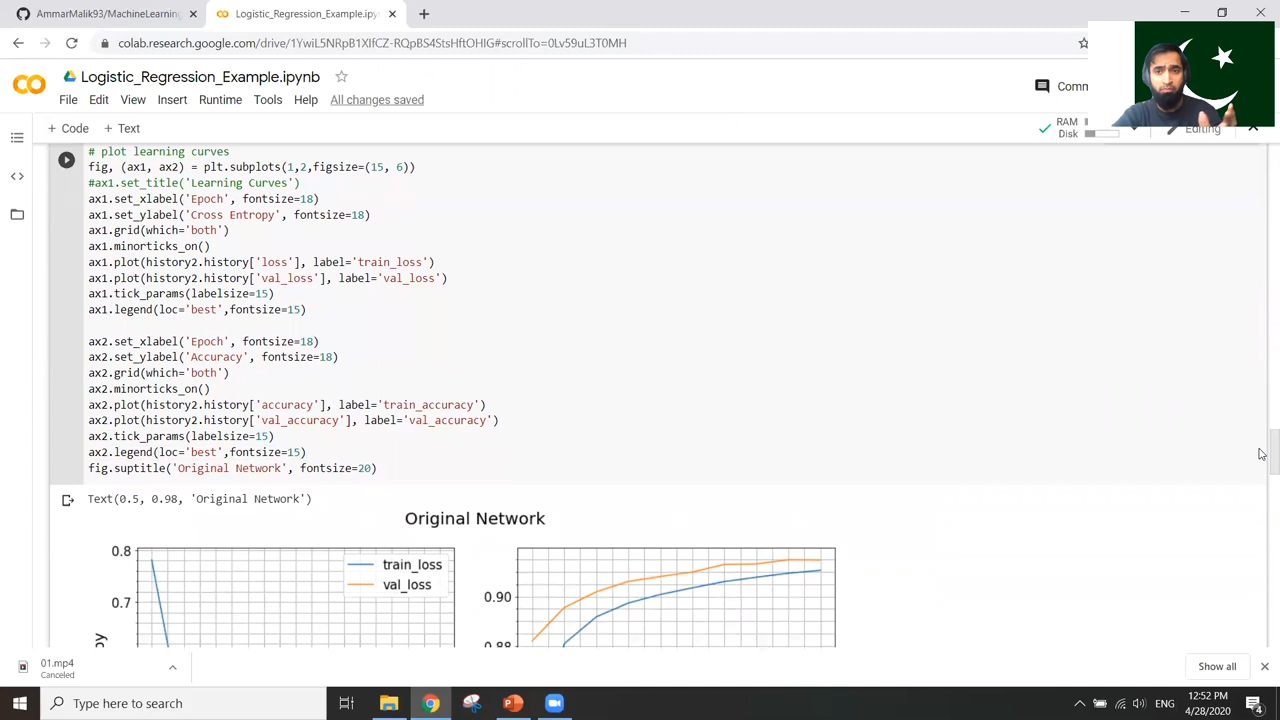 AmmarMalik93/MachineLearning
Logistic_Regression_Example.ipynb
colab.research.google.com/drive/1YwiL5NRpB1XIfCZ-RQpBS4StsHftOHIG#scrollTo=0Lv59uL3T0MH
Logistic_Regression_Example.ipynb
File Edit View Insert Runtime Tools Help All changes saved
Comm
+ Code + Text
RAM
Disk
Editing
# plot learning curves
fig, (ax1, ax2) = plt.subplots(1,2,figsize=(15, 6))
#ax1.set_title('Learning Curves')
ax1.set_xlabel('Epoch', fontsize=18)
ax1.set_ylabel('Cross Entropy', fontsize=18)
ax1.grid(which='both')
ax1.minorticks_on()
ax1.plot(history2.history['loss'], label='train_loss')
ax1.plot(history2.history['val_loss'], label='val_loss')
ax1.tick_params(labelsize=15)
ax1.legend(loc='best',fontsize=15)
ax2.set_xlabel('Epoch', fontsize=18)
ax2.set_ylabel('Accuracy', fontsize=18)
ax2.grid(which='both')
ax2.minorticks_on()
ax2.plot(history2.history['accuracy'], label='train_accuracy')
ax2.plot(history2.history['val_accuracy'], label='val_accuracy')
ax2.tick_params(labelsize=15)
ax2.legend(loc='best',fontsize=15)
fig.suptitle('Original Network', fontsize=20)
Text(0.5, 0.98, 'Original Network')
Original Network
0.8
train_loss
val_loss
0.7
0.90
0.88
py
01.mp4
Canceled
Show all
Type here to search
ENG
12:52 PM
4/28/2020
4